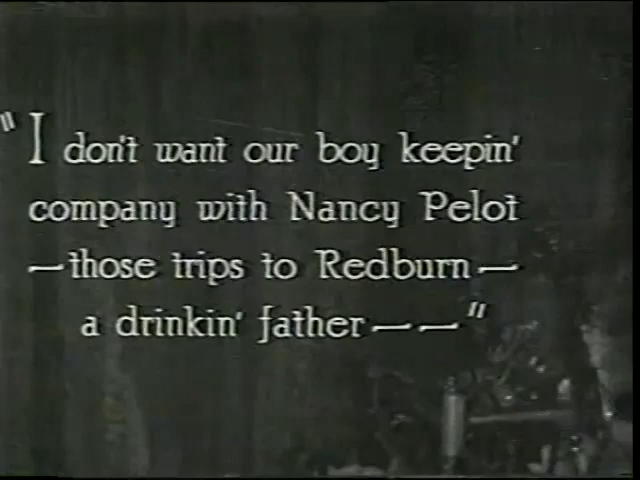 "I don't want our boy keepin'
company with Nancy Pelot
—those trips to Redburn—
a drinkin' father——"